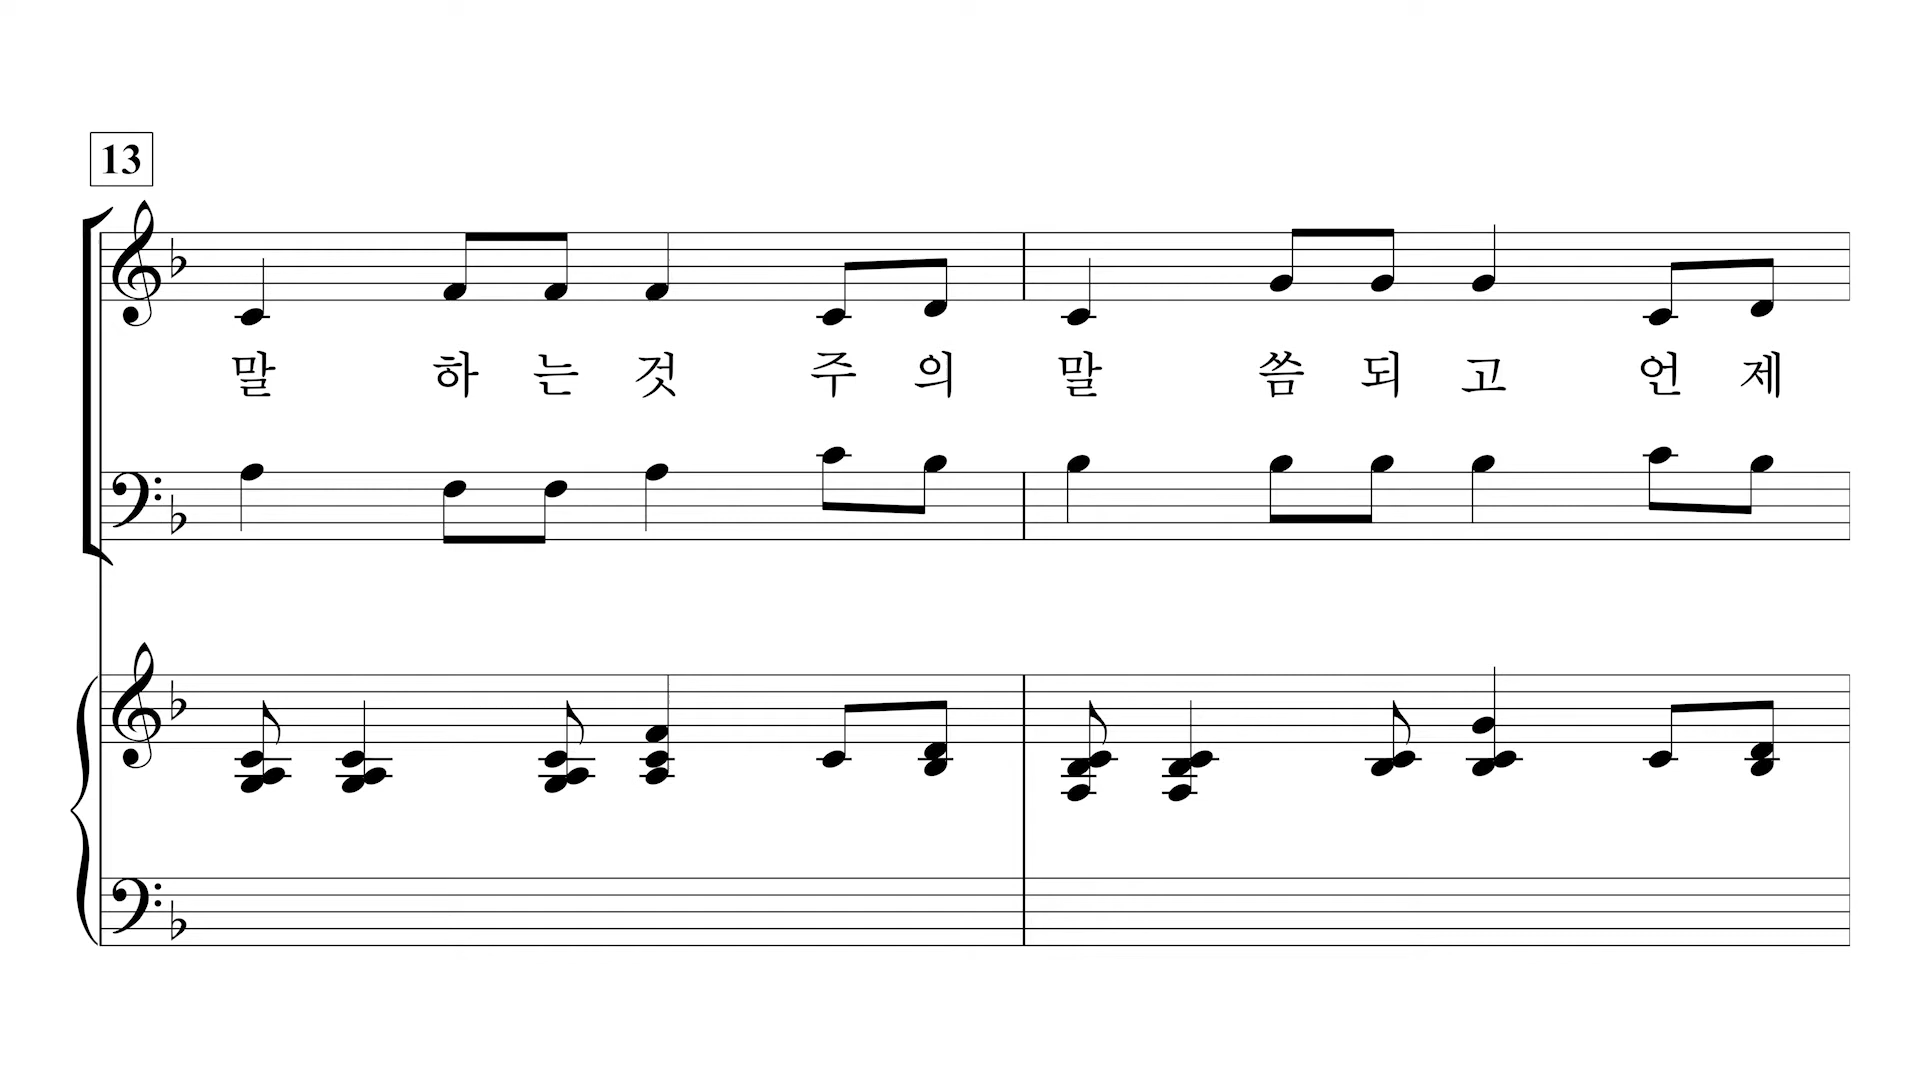 13
말 하 는 것 주 의 말 씀 되 고 언 제